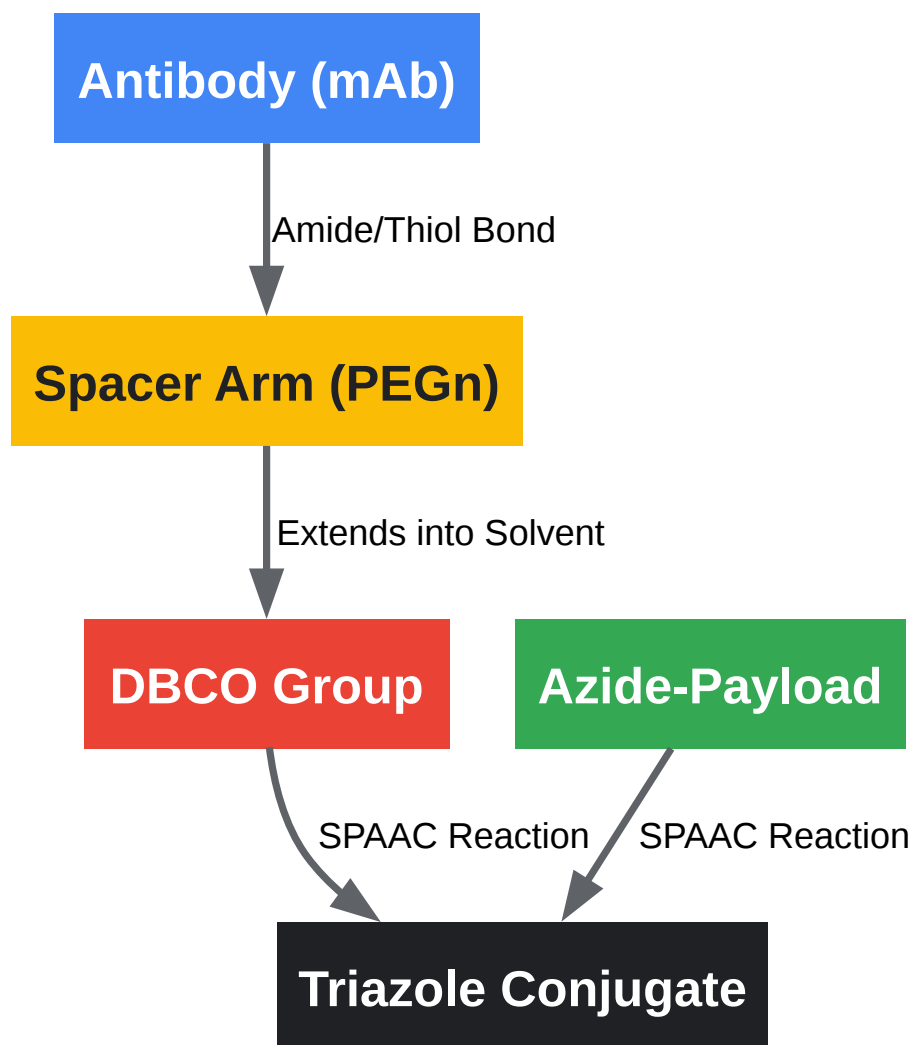 Antibody (mAb)
Amide/Thiol Bond
Spacer Arm (PEGn)
Extends into Solvent
DBCO Group
Azide-Payload
SPAAC Reaction
SPAAC Reaction
Triazole Conjugate